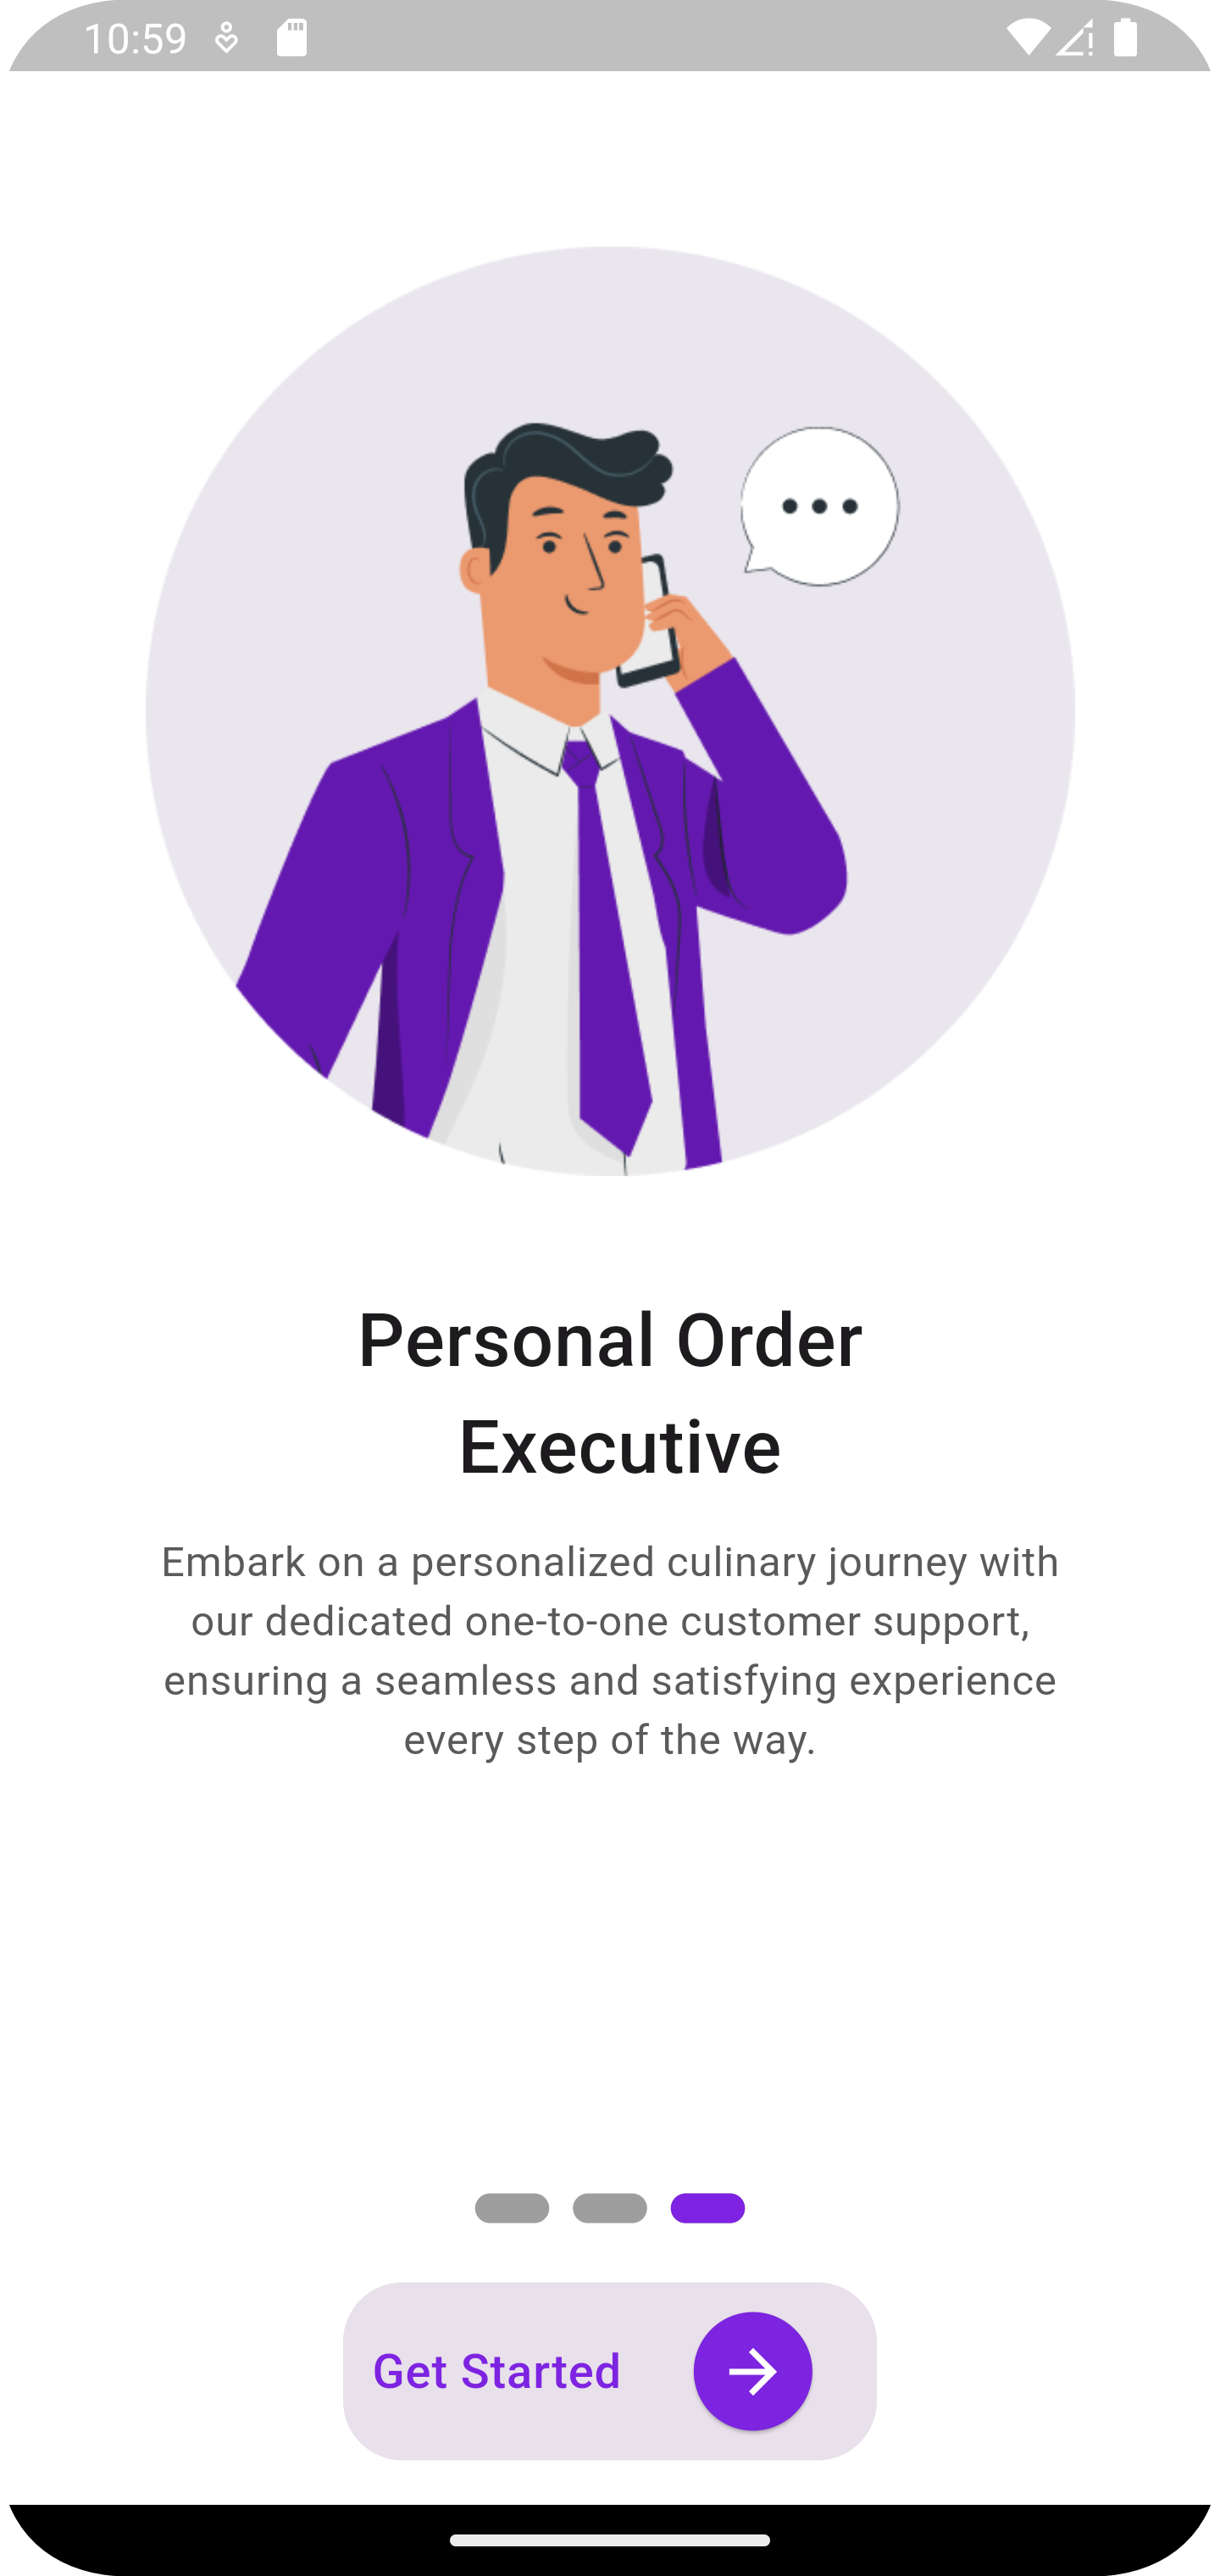 10:59
Personal Order
Executive
Embark on a personalized culinary journey with
our dedicated one-to-one customer support,
ensuring a seamless and satisfying experience
every step of the way.
Get Started